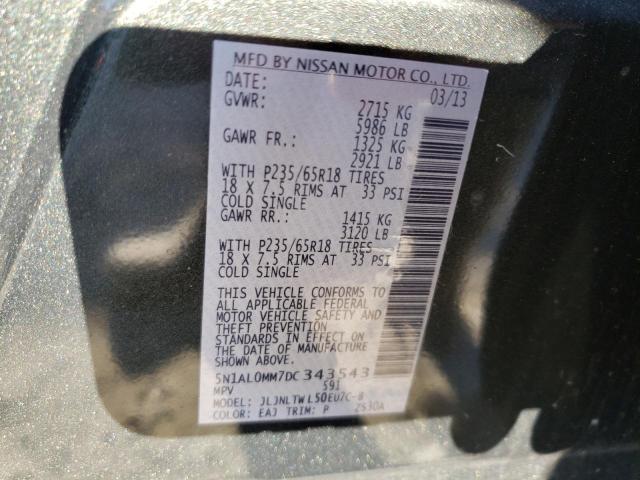 MFD BY NISSAN MOTOR CO., LTD.
DATE: 03/13
GVWR: 2715 KG
5986 LB
GAWR FR.: 1325 KG
2921 LB
WITH P235/65R18 TIRES
18 X 7.5 RIMS AT 33 PSI
COLD SINGLE
GAWR RR.: 1415 KG
3120 LB
WITH P235/65R18 TIRES
18 X 7.5 RIMS AT 33 PSI
COLD SINGLE
THIS VEHICLE CONFORMS TO
ALL APPLICABLE FEDERAL
MOTOR VEHICLE SAFETY AND
THEFT PREVENTION
STANDARDS IN EFFECT ON
THE DATE OF MANUFACTURE
5N1AL0MM7DC343543
MPV 591
MODEL: JLJNLTWL50EU7C-B
COLOR: EAJ TRIM: P 2S30A